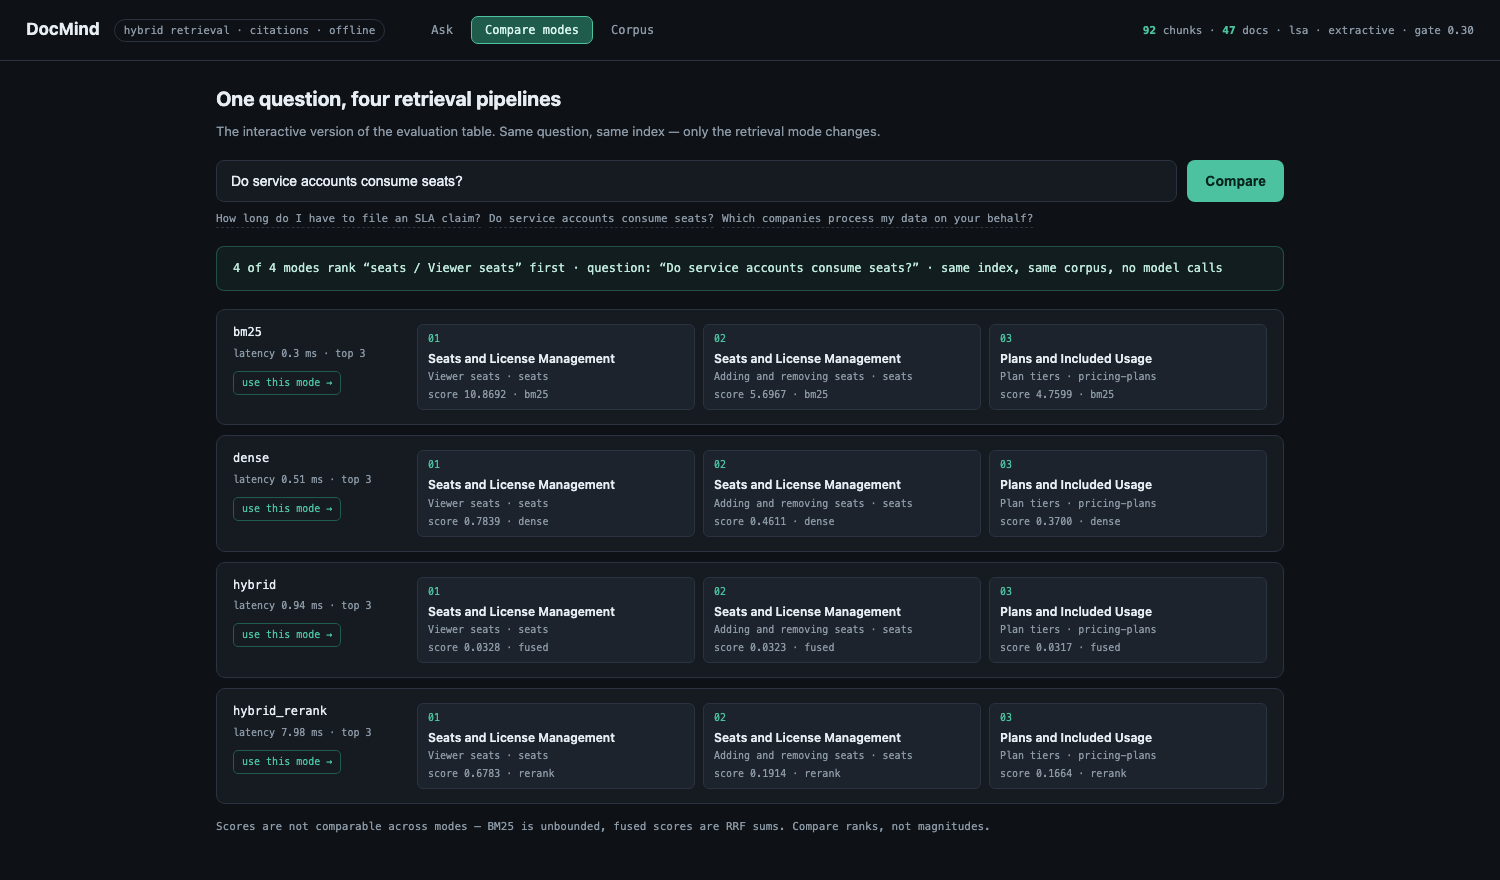 DocMind
hybrid retrieval · citations · offline
Ask
Compare modes
Corpus
92 chunks · 47 docs · lsa · extractive · gate 0.30
One question, four retrieval pipelines
The interactive version of the evaluation table. Same question, same index — only the retrieval mode changes.
Do service accounts consume seats?
Compare
How long do I have to file an SLA claim? Do service accounts consume seats? Which companies process my data on your behalf?
4 of 4 modes rank “seats / Viewer seats” first · question: “Do service accounts consume seats?” · same index, same corpus, no model calls
bm25
latency 0.3 ms · top 3
use this mode →
01
Seats and License Management
Viewer seats · seats
score 10.8692 · bm25
02
Seats and License Management
Adding and removing seats · seats
score 5.6967 · bm25
03
Plans and Included Usage
Plan tiers · pricing-plans
score 4.7599 · bm25
dense
latency 0.51 ms · top 3
use this mode →
01
Seats and License Management
Viewer seats · seats
score 0.7839 · dense
02
Seats and License Management
Adding and removing seats · seats
score 0.4611 · dense
03
Plans and Included Usage
Plan tiers · pricing-plans
score 0.3700 · dense
hybrid
latency 0.94 ms · top 3
use this mode →
01
Seats and License Management
Viewer seats · seats
score 0.0328 · fused
02
Seats and License Management
Adding and removing seats · seats
score 0.0323 · fused
03
Plans and Included Usage
Plan tiers · pricing-plans
score 0.0317 · fused
hybrid_rerank
latency 7.98 ms · top 3
use this mode →
01
Seats and License Management
Viewer seats · seats
score 0.6783 · rerank
02
Seats and License Management
Adding and removing seats · seats
score 0.1914 · rerank
03
Plans and Included Usage
Plan tiers · pricing-plans
score 0.1664 · rerank
Scores are not comparable across modes — BM25 is unbounded, fused scores are RRF sums. Compare ranks, not magnitudes.